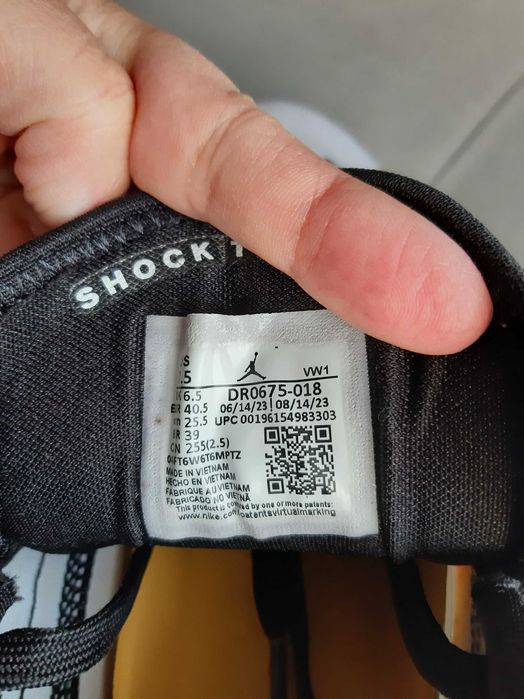 SHOCK
VW1
.5
6.5
DR0675-018
40.5
06/14/23
08/14/23
25.5
UPC 00196154983303
39
CN 255(2.5)
MADE IN VIETNAM
HECHO EN VIETNAM
FABRIQUE AU VIETNAM
FABRICADO NO VIETNÃ
This product is covered by one or more patents:
www.nike.com/patentsvirtualmarking